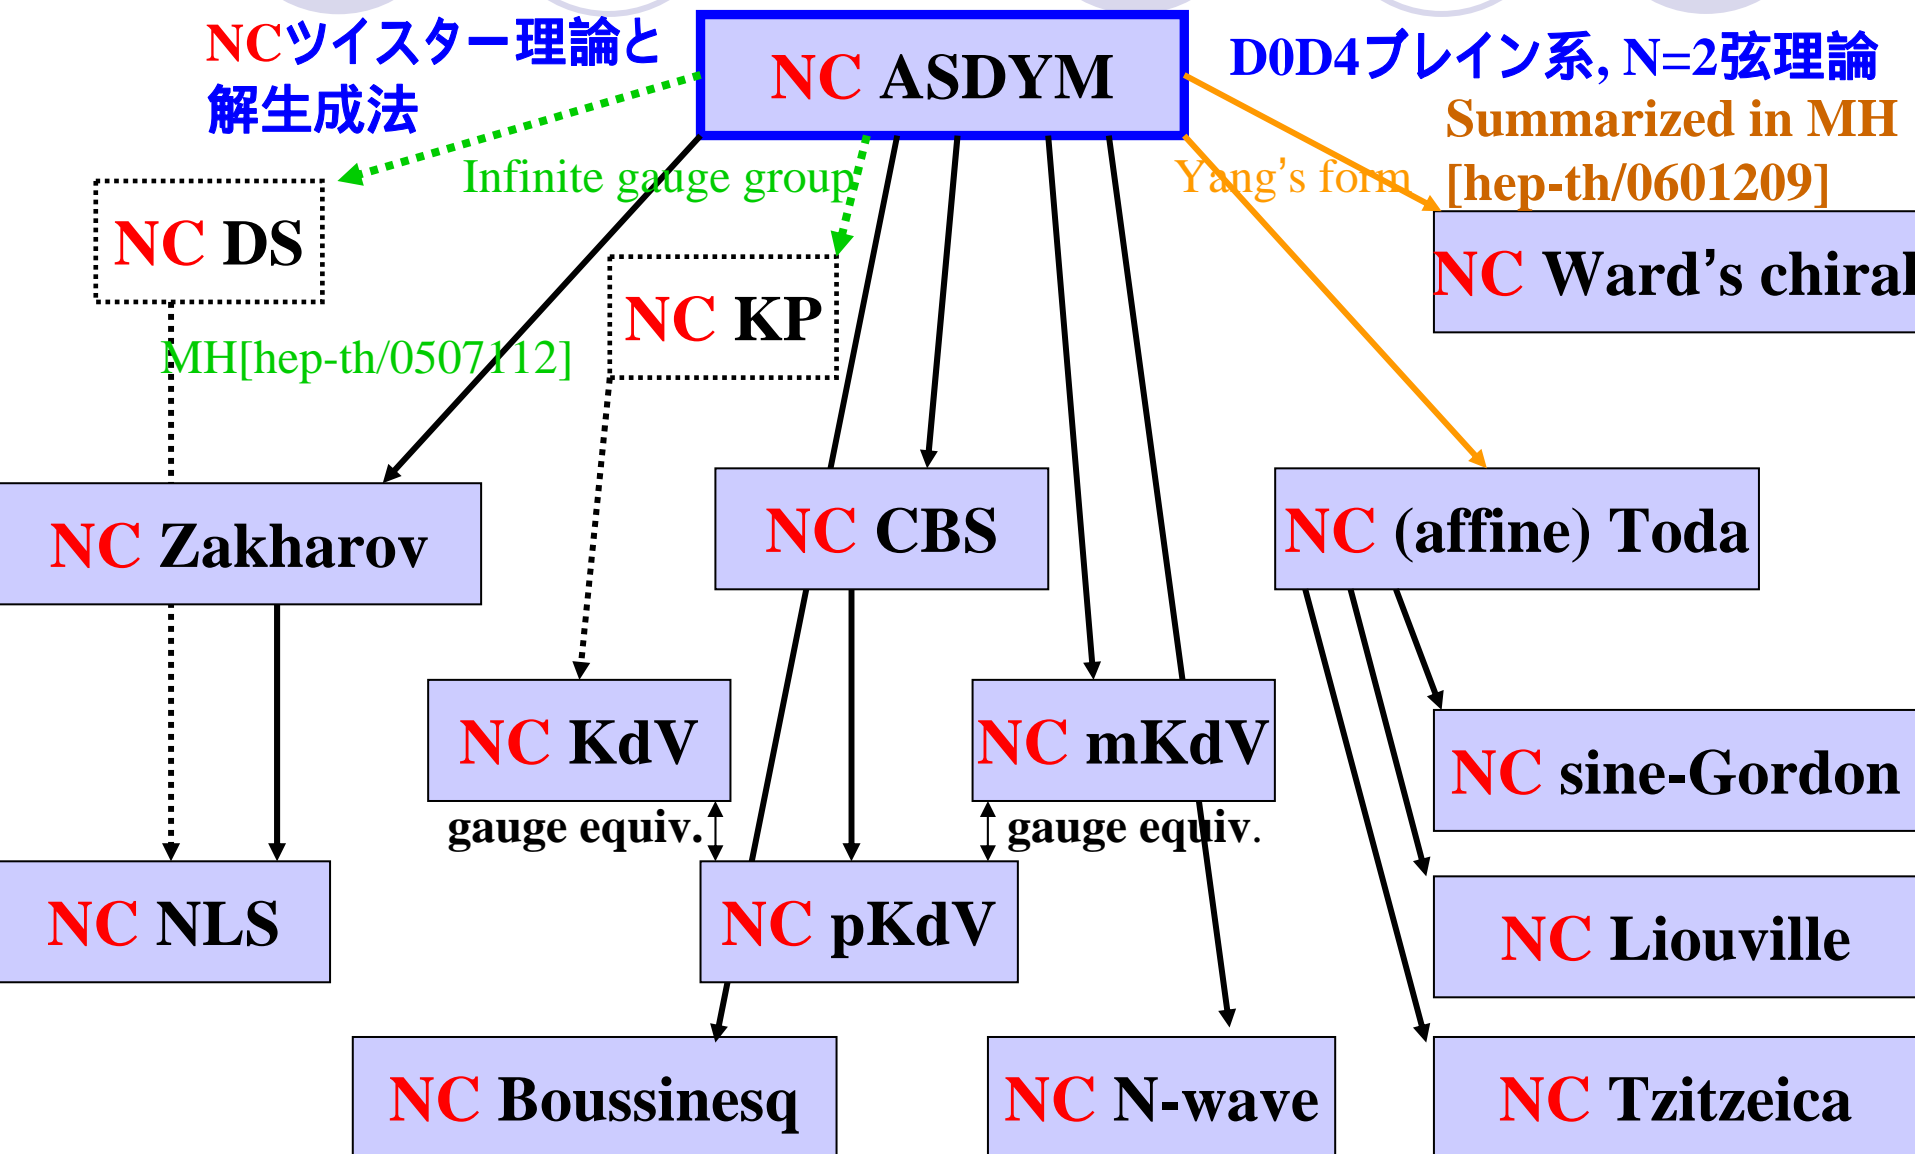 NCツイスター理論と
解生成法
NC ASDYM
D0D4ブレイン系, N=2弦理論
Summarized in MH
[hep-th/0601209]
Infinite gauge group
Yang's form
NC DS
NC KP
NC Ward's chiral
MH[hep-th/0507112]
NC Zakharov
NC CBS
NC (affine) Toda
NC KdV
NC mKdV
NC sine-Gordon
gauge equiv.
gauge equiv.
NC NLS
NC pKdV
NC Liouville
NC Boussinesq
NC N-wave
NC Tzitzeica